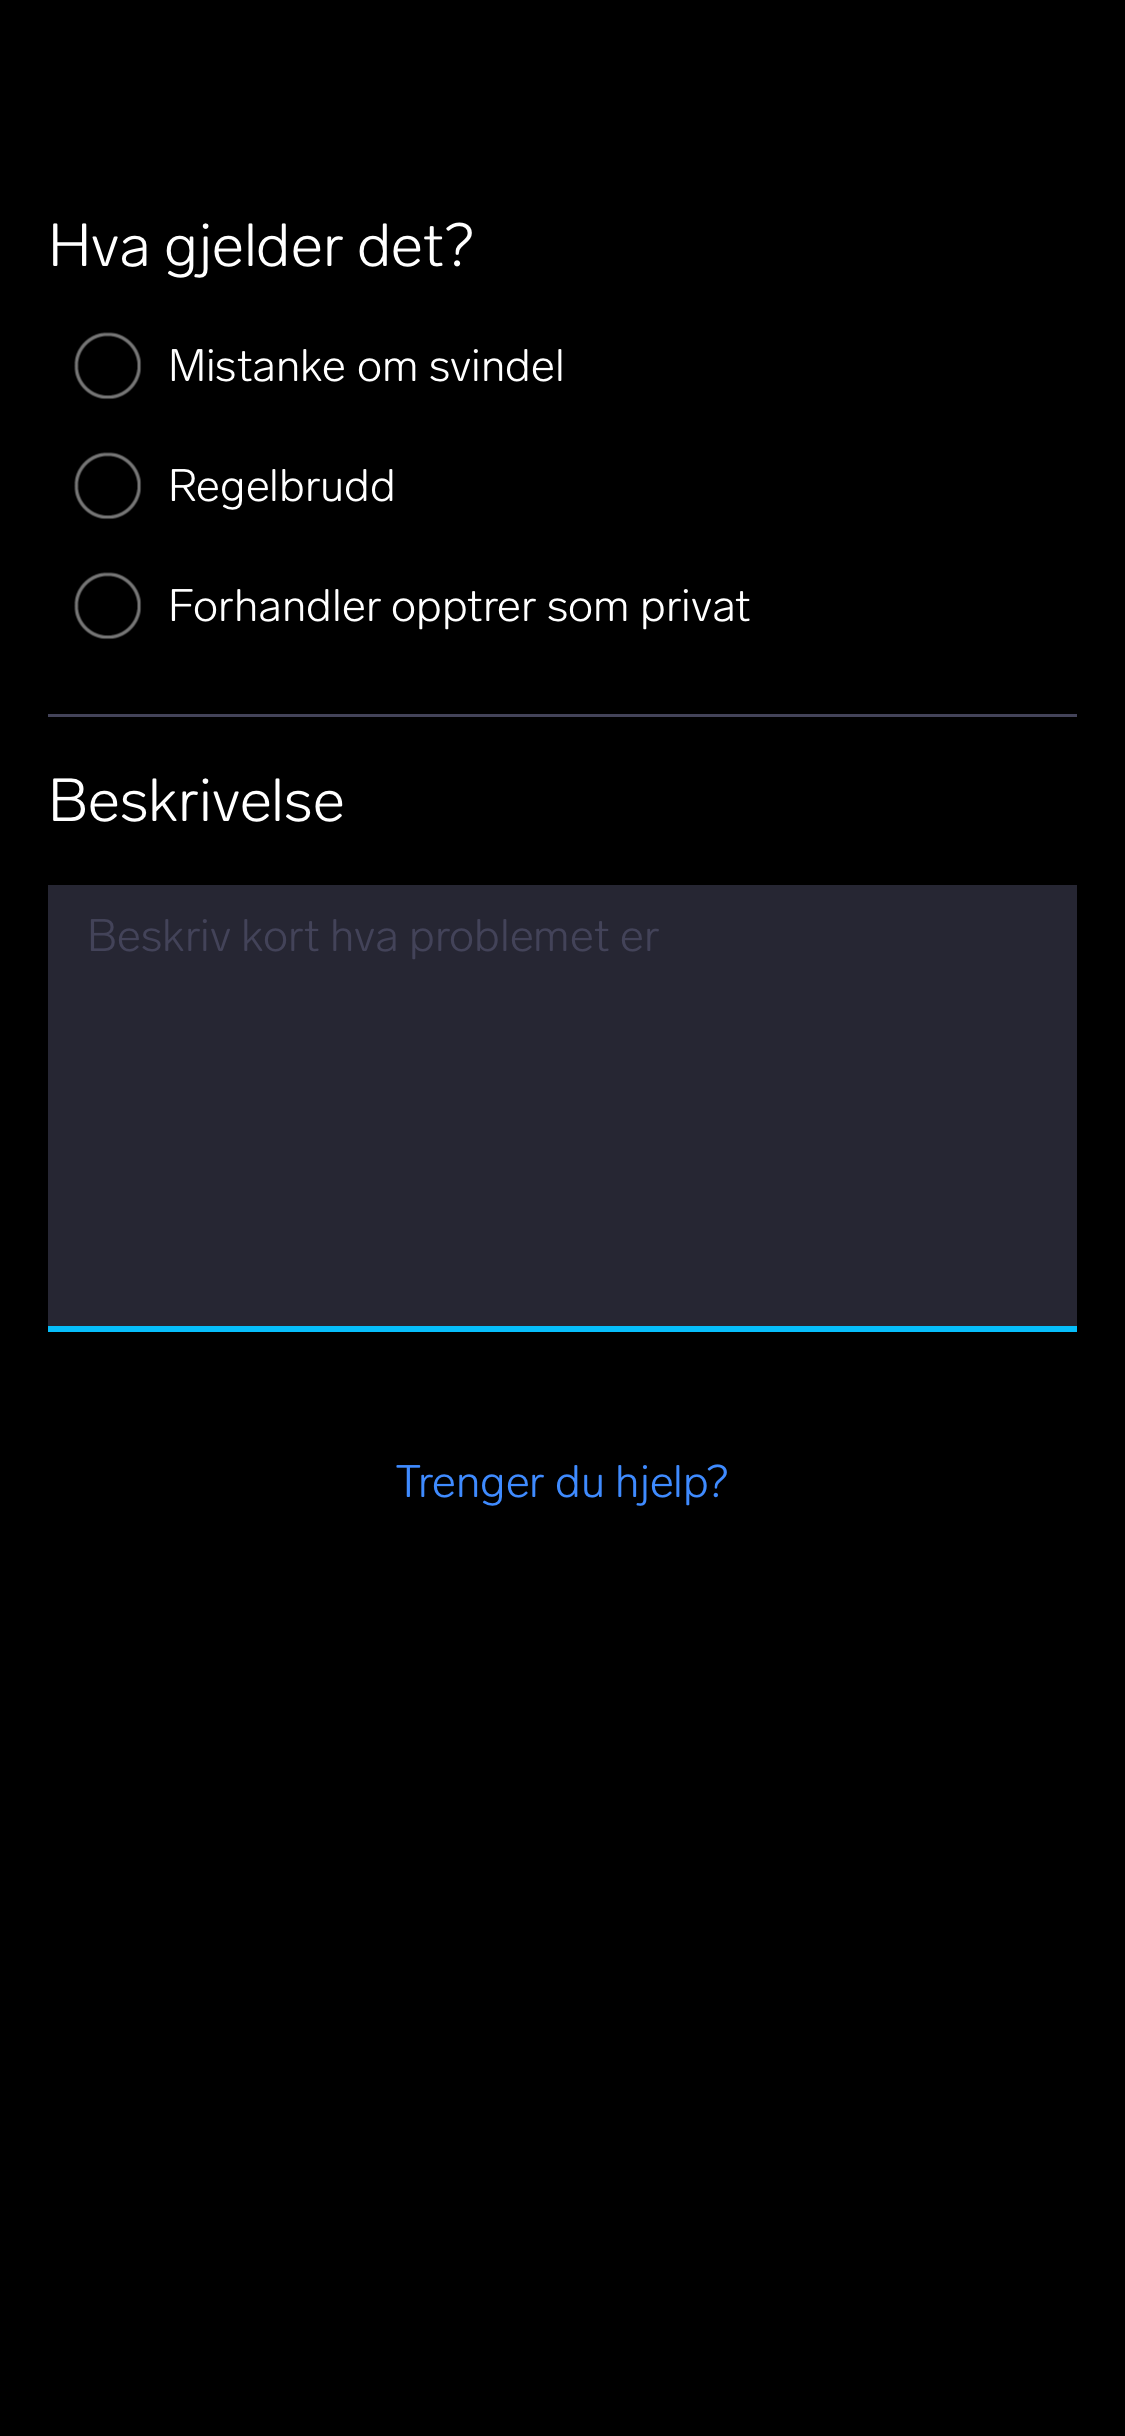 Hva gjelder det?
Mistanke om svindel
Regelbrudd
Forhandler opptrer som privat
Beskrivelse
Beskriv kort hva problemet er
Trenger du hjelp?